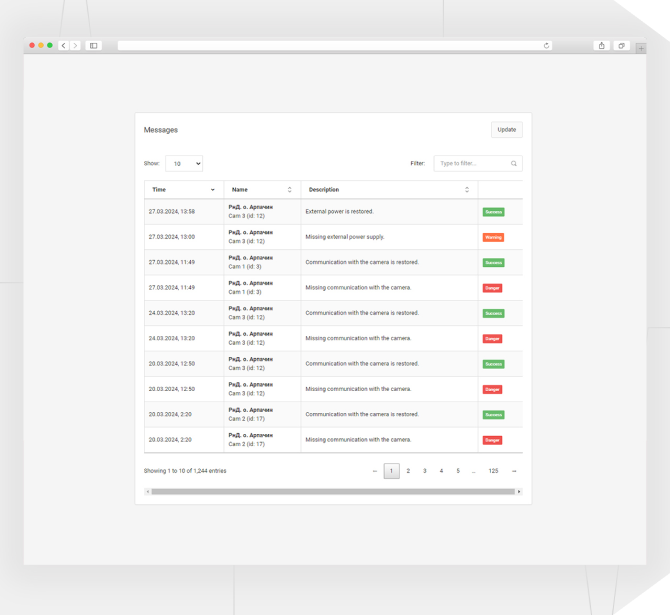 Messages
Update
Show: 10
Filter: Type to filter...
Time Name Description
27.03.2024, 13:58 РиД. о. Арпачин Cam 3 (id: 12) External power is restored. Success
27.03.2024, 13:00 РиД. о. Арпачин Cam 3 (id: 12) Missing external power supply. Warning
27.03.2024, 11:49 РиД. о. Арпачин Cam 1 (id: 3) Communication with the camera is restored. Success
27.03.2024, 11:49 РиД. о. Арпачин Cam 1 (id: 3) Missing communication with the camera. Danger
24.03.2024, 13:20 РиД. о. Арпачин Cam 3 (id: 12) Communication with the camera is restored. Success
24.03.2024, 13:20 РиД. о. Арпачин Cam 3 (id: 12) Missing communication with the camera. Danger
20.03.2024, 12:50 РиД. о. Арпачин Cam 3 (id: 12) Communication with the camera is restored. Success
20.03.2024, 12:50 РиД. о. Арпачин Cam 3 (id: 12) Missing communication with the camera. Danger
20.03.2024, 2:20 РиД. о. Арпачин Cam 2 (id: 17) Communication with the camera is restored. Success
20.03.2024, 2:20 РиД. о. Арпачин Cam 2 (id: 17) Missing communication with the camera. Danger
Showing 1 to 10 of 1,244 entries
← 1 2 3 4 5 … 125 →